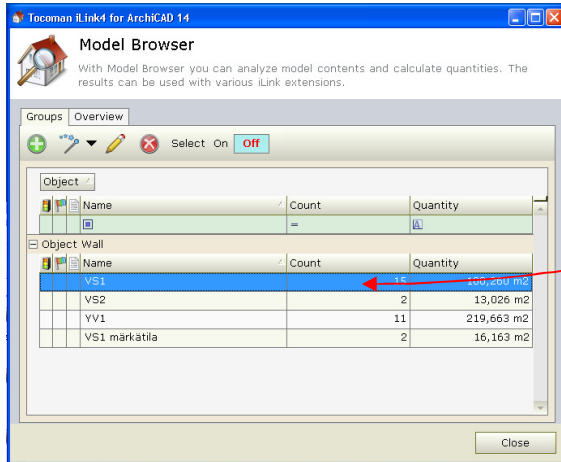 Tocoman iLink4 for ArchiCAD 14
Model Browser
With Model Browser you can analyze model contents and calculate quantities. The
results can be used with various iLink extensions.
Groups Overview
Select On Off
Object
Name Count Quantity
=
Object Wall
Name Count Quantity
VS1 15 100,260 m2
VS2 2 13,026 m2
YV1 11 219,663 m2
VS1 märkätila 2 16,163 m2
Close